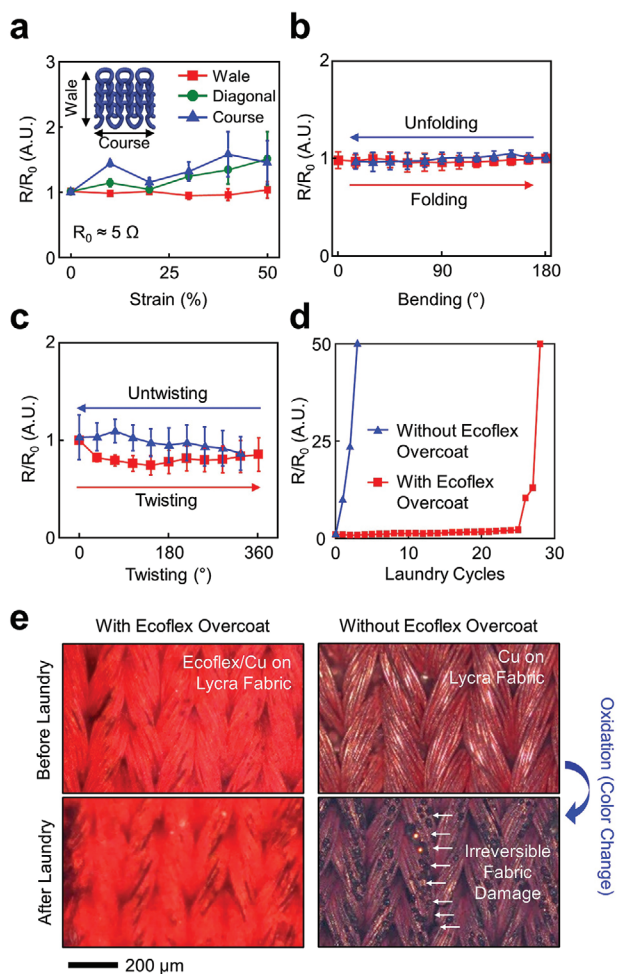 a
3
2
1
0
R/R0 (A.U.)
Wale
Course
Wale
Diagonal
Course
R0 ≈ 5 Ω
0
25
50
Strain (%)
b
2
1
0
R/R0 (A.U.)
Unfolding
Folding
0
90
180
Bending (°)
c
2
1
0
R/R0 (A.U.)
Untwisting
Twisting
0
180
360
Twisting (°)
d
50
25
0
R/R0 (A.U.)
Without Ecoflex
Overcoat
With Ecoflex
Overcoat
0
10
20
30
Laundry Cycles
e
With Ecoflex Overcoat
Without Ecoflex Overcoat
Before Laundry
Ecoflex/Cu on
Lycra Fabric
Cu on
Lycra Fabric
Oxidation (Color Change)
After Laundry
Irreversible
Fabric
Damage
200 µm